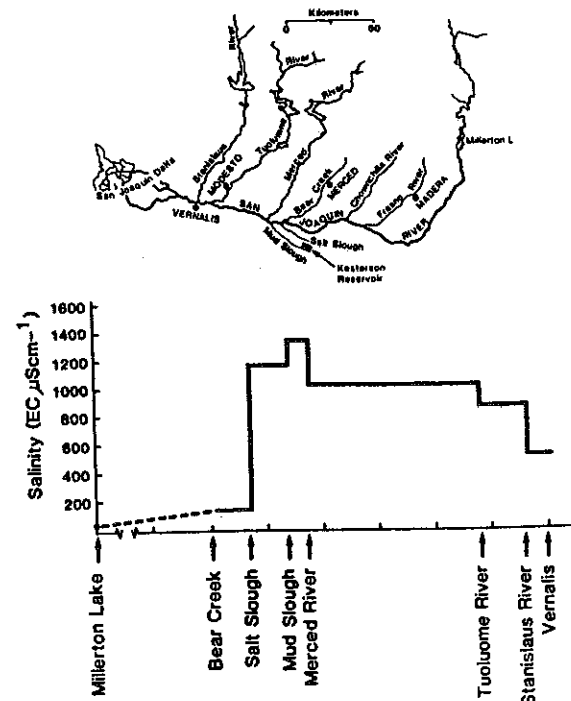 Kilometers
0 60
River
River
River
River
Millerton L
Stanislaus
MODESTO
Tuolumne
Merced
Bear Creek
MERCED
Chowchilla River
Fresno River
MADERA
San Joaquin Delta
VERNALIS
SAN
JOAQUIN
RIVER
Salt Slough
Mud Slough
Kesterson
Reservoir
Salinity (EC,μScm-1)
1600
1400
1200
1000
800
600
400
200
Millerton Lake
Bear Creek
Salt Slough
Mud Slough
Merced River
Tuoluome River
Stanislaus River
Vernalis